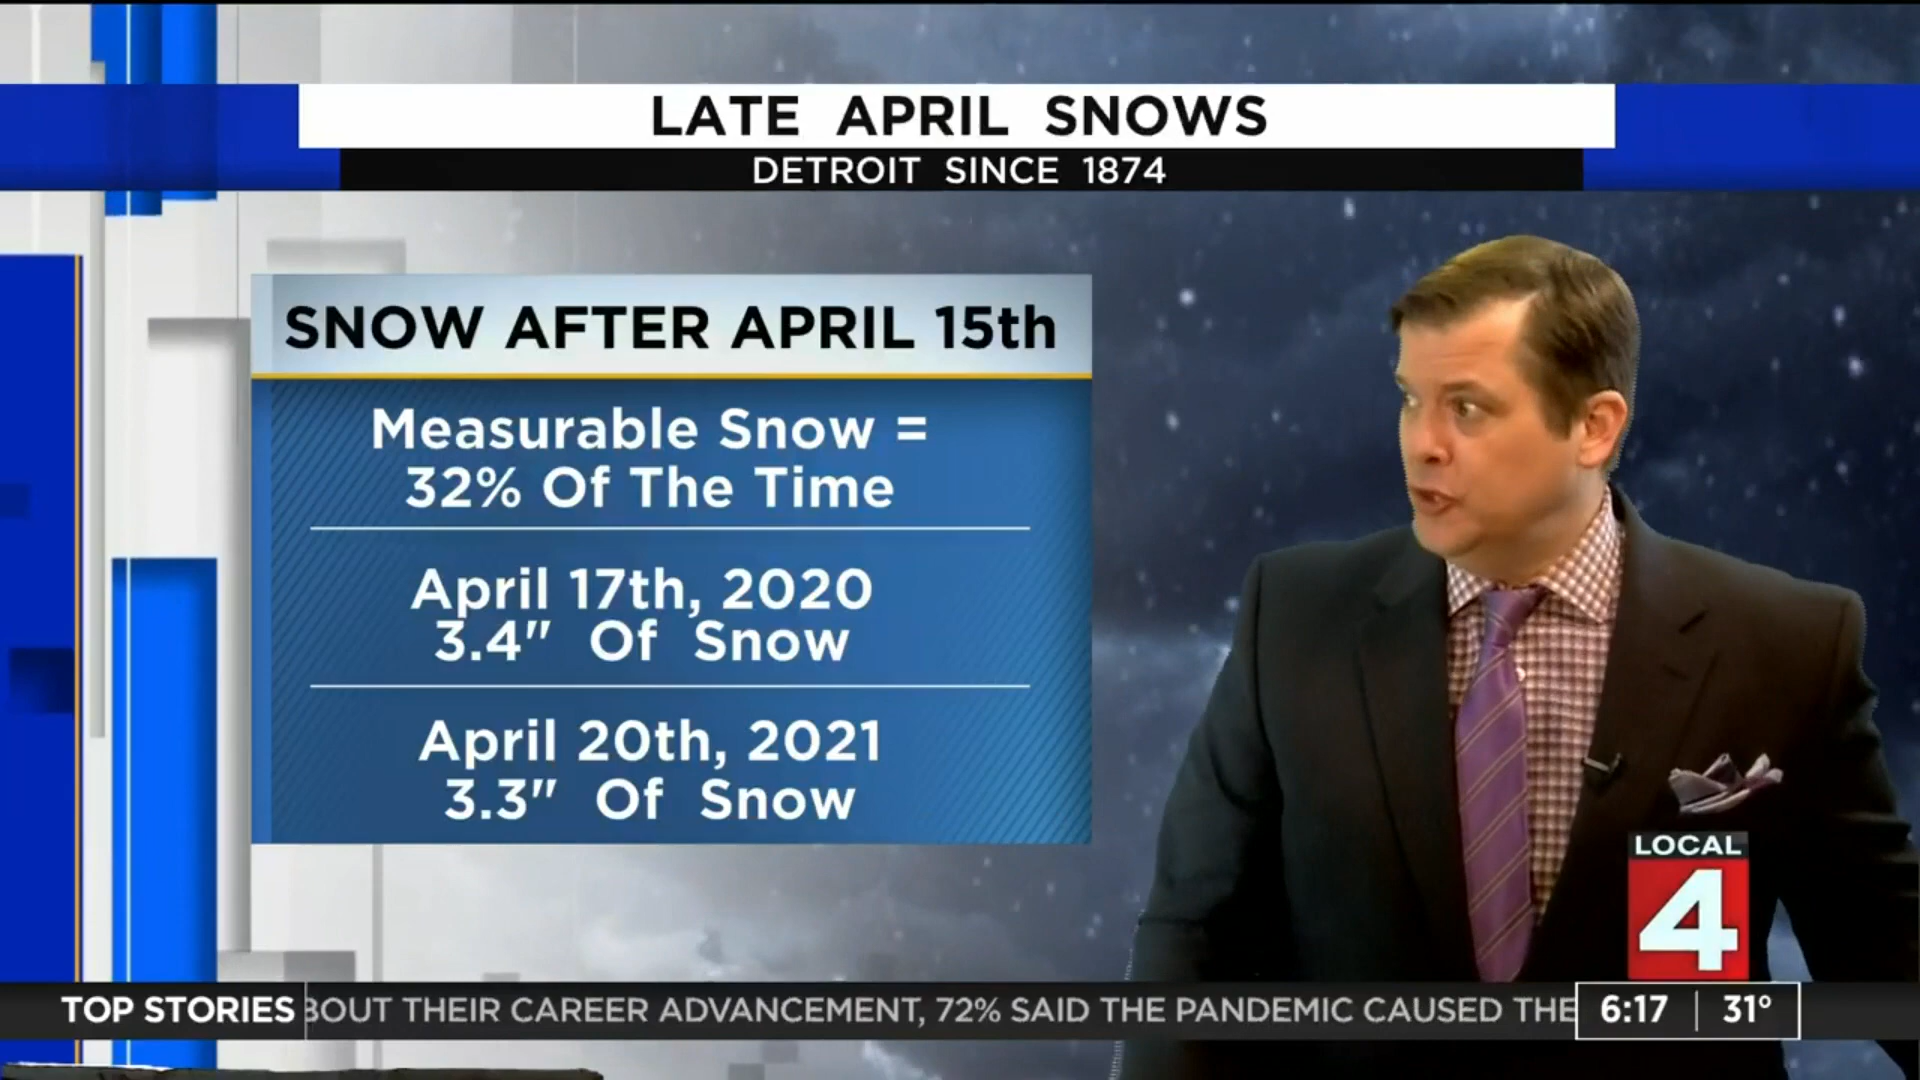 LATE APRIL SNOWS
DETROIT SINCE 1874
SNOW AFTER APRIL 15th
Measurable Snow =
32% Of The Time
April 17th, 2020
3.4" Of Snow
April 20th, 2021
3.3" Of Snow
LOCAL
4
TOP STORIES BOUT THEIR CAREER ADVANCEMENT, 72% SAID THE PANDEMIC CAUSED THE 6:17 31°